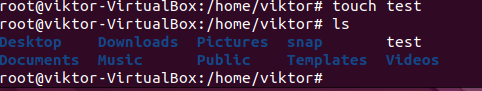 root@viktor-VirtualBox:/home/viktor# touch test
root@viktor-VirtualBox:/home/viktor# ls
Desktop Downloads Pictures snap test
Documents Music Public Templates Videos
root@viktor-VirtualBox:/home/viktor#